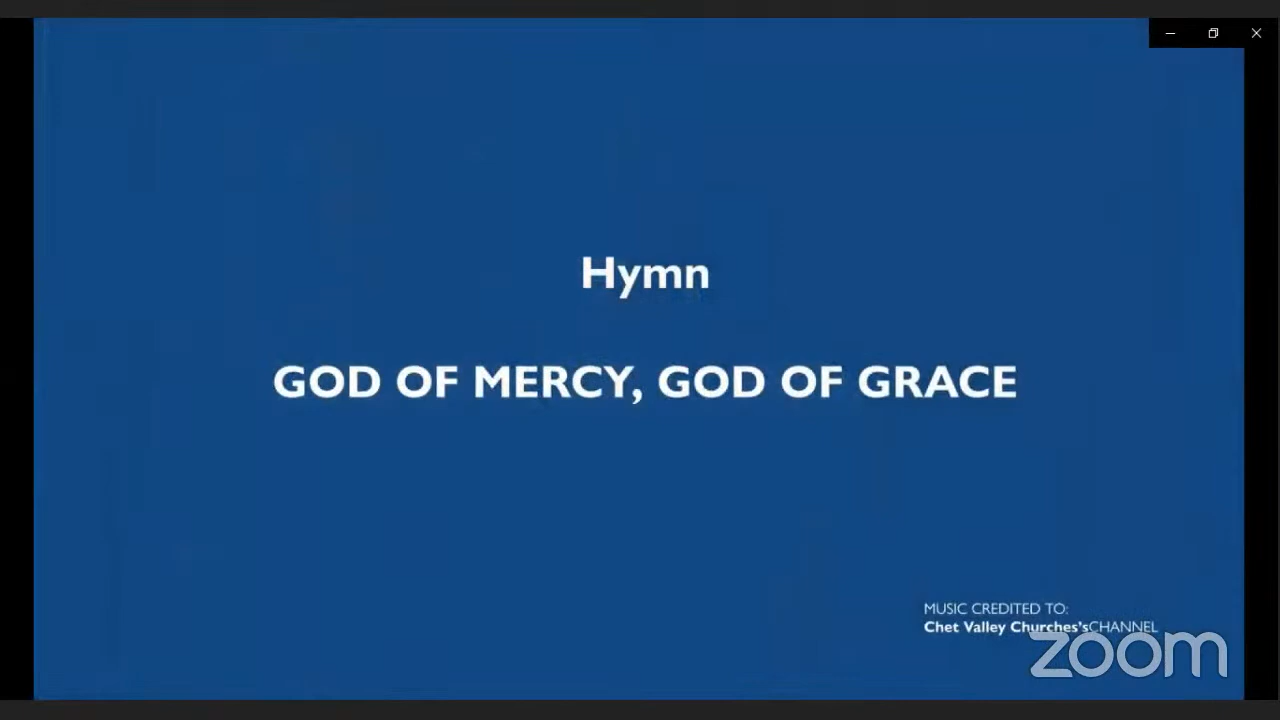 Hymn
GOD OF MERCY, GOD OF GRACE
MUSIC CREDITED TO:
Chet Valley Churches'sCHANNEL
zoom